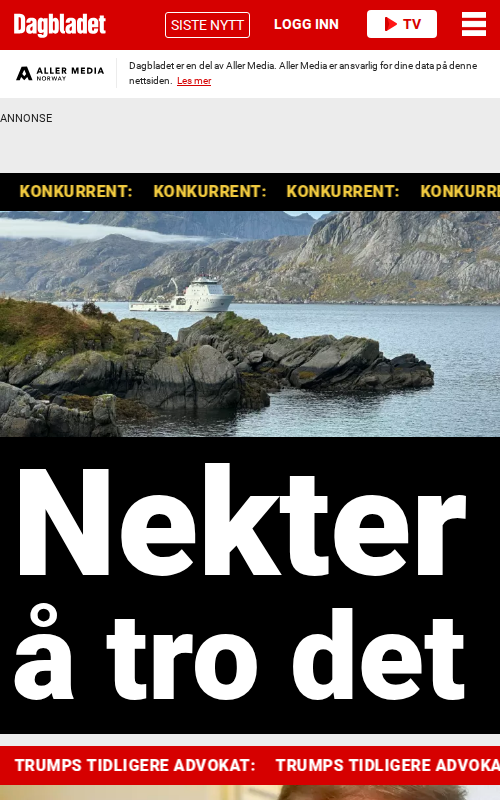 Dagbladet SISTE NYTT LOGG INN TV
ALLER MEDIA
NORWAY
Dagbladet er en del av Aller Media. Aller Media er ansvarlig for dine data på denne
nettsiden. Les mer
ANNONSE
KONKURRENT: KONKURRENT: KONKURRENT: KONKURRE
Nekter
å tro det
TRUMPS TIDLIGERE ADVOKAT: TRUMPS TIDLIGERE ADVOKA